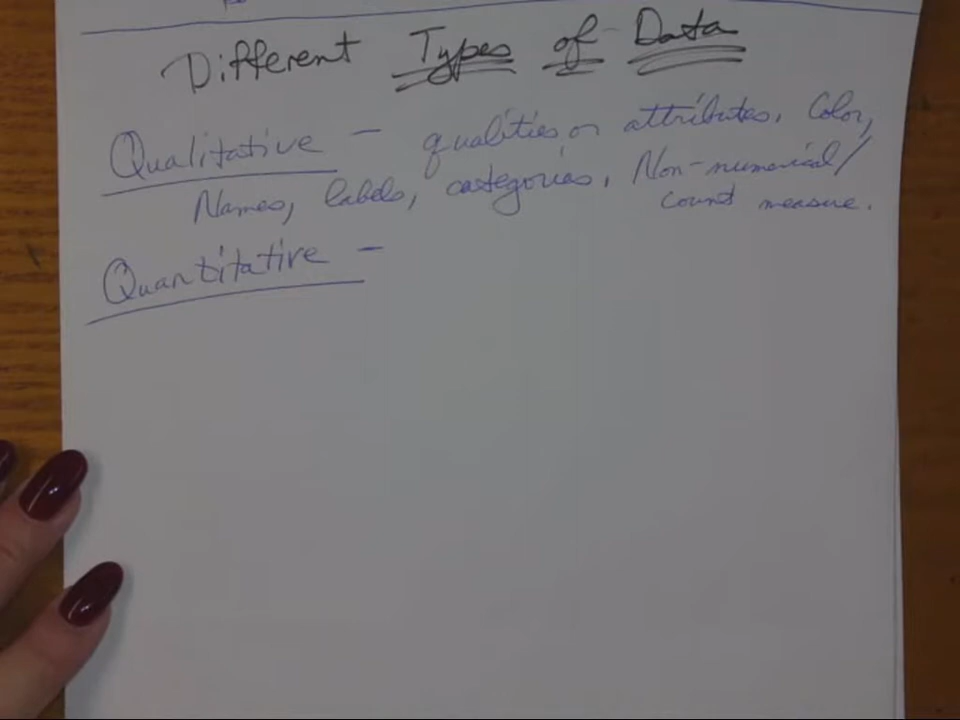 Different Types of Data
Qualitative - qualities or attributes. Color,
Names, labels, categories. Non-numerical/
count measure.
Quantitative -